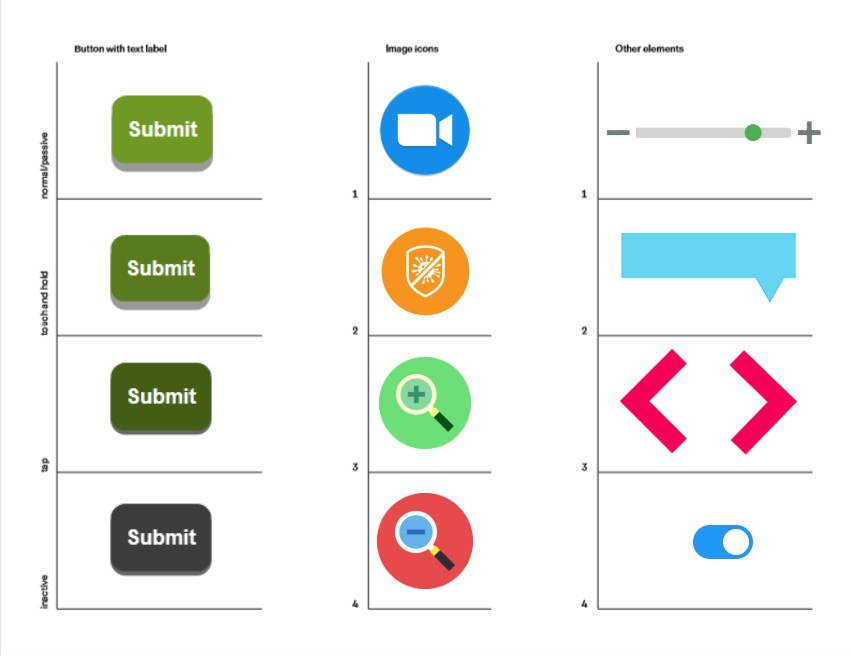 Button with text label
Image icons
Other elements
normal/passive
Submit
1
1
touch and hold
Submit
2
2
tap
Submit
3
3
inactive
Submit
4
4